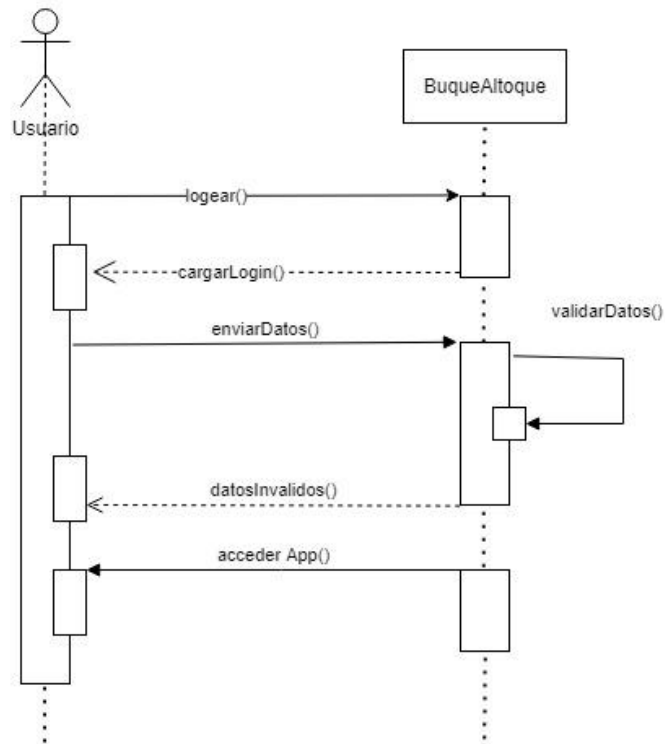 Usuario
BuqueAltoque
logear()
cargarLogin()
validarDatos()
enviarDatos()
datosInvalidos()
acceder App()